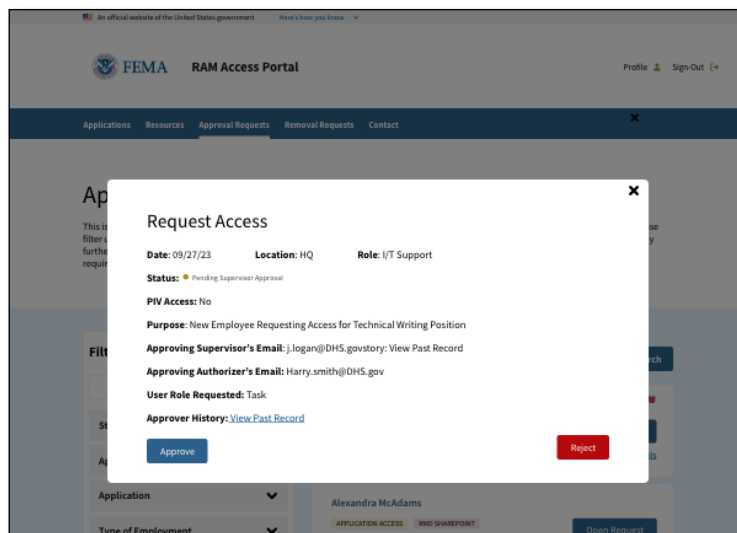 An official website of the United States government Here's how you know
FEMA RAM Access Portal Profile Sign-Out
Applications Resources Approval Requests Removal Requests Contact
Ap
This is
filter u
furthe
requir
se
y
Request Access
Date: 09/27/23 Location: HQ Role: I/T Support
Status: Pending Supervisor Approval
PIV Access: No
Purpose: New Employee Requesting Access for Technical Writing Position
Approving Supervisor's Email: j.logan@DHS.govstory: View Past Record
Approving Authorizer's Email: Harry.smith@DHS.gov
User Role Requested: Task
Approver History: View Past Record
Approve Reject
Filt
rch
St
Ap
ils
Application
Alexandra McAdams
APPLICATION ACCESS RMD SHAREPOINT
Type of Employment Open Request